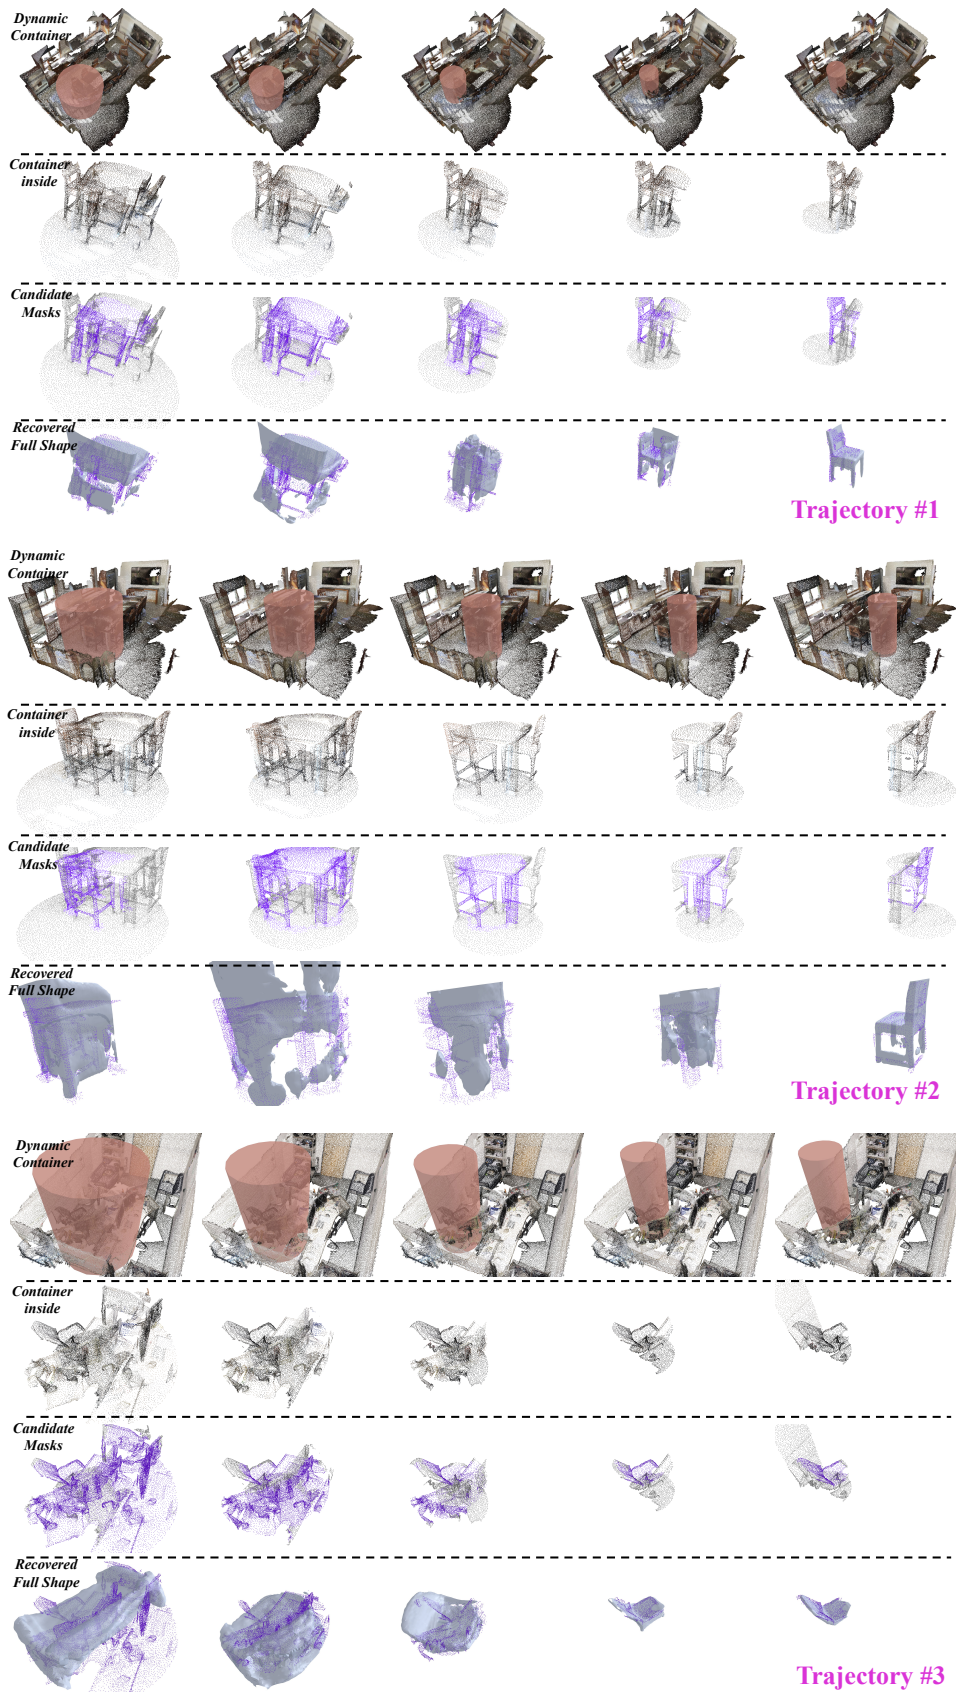 Dynamic
Container
Container
inside
Candidate
Masks
Recovered
Full Shape
Trajectory #1
Dynamic
Container
Container
inside
Candidate
Masks
Recovered
Full Shape
Trajectory #2
Dynamic
Container
Container
inside
Candidate
Masks
Recovered
Full Shape
Trajectory #3